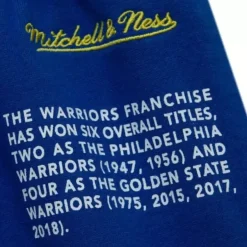 Mitchell & Ness
THE WARRIORS FRANCHISE
HAS WON SIX OVERALL TITLES,
TWO AS THE PHILADELPHIA
WARRIORS (1947, 1956) AND
FOUR AS THE GOLDEN STATE
WARRIORS (1975, 2015, 2017,
2018).